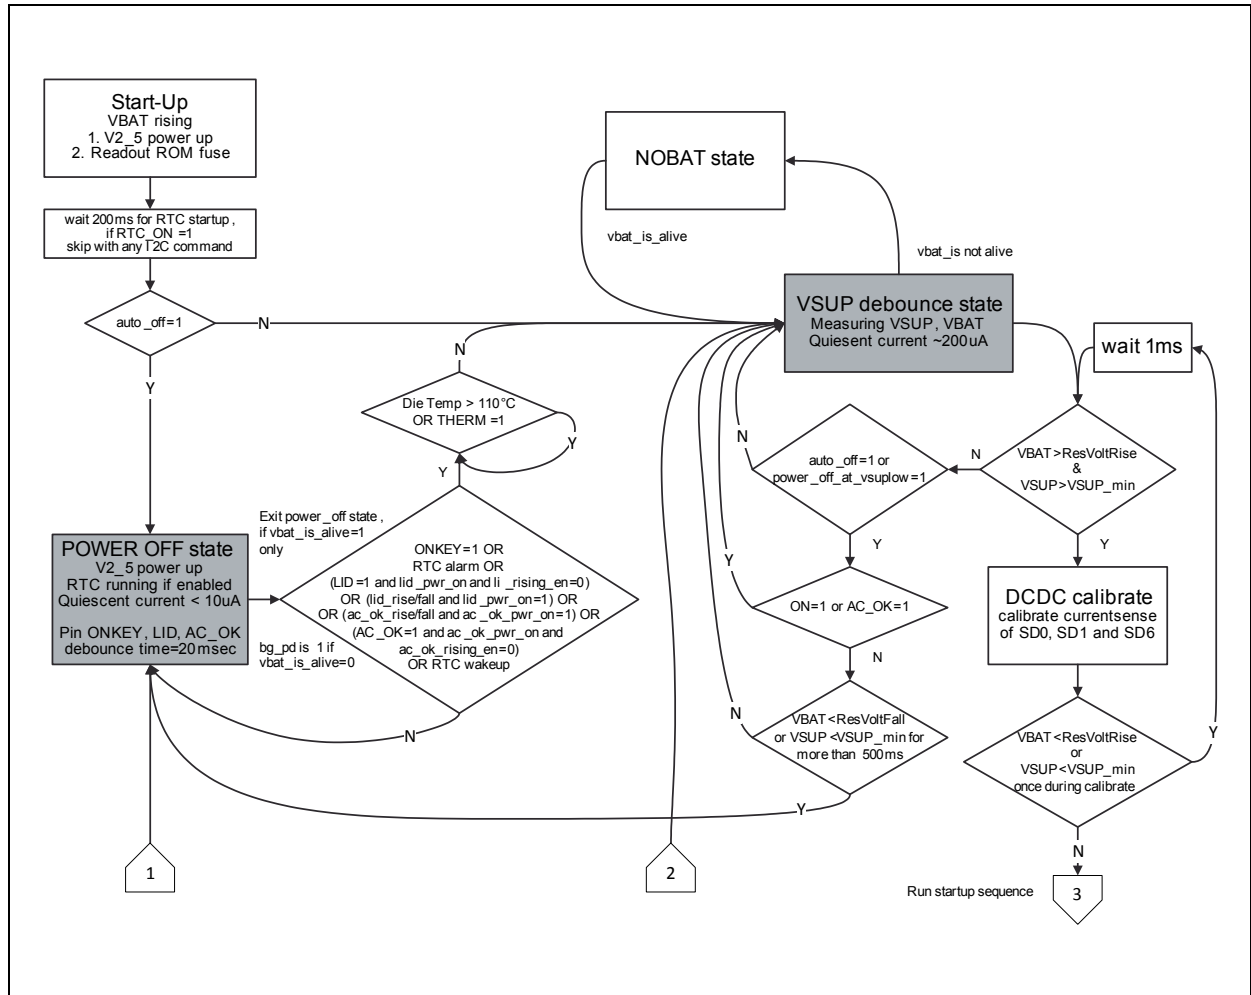 Start-Up
VBAT rising
1. V2_5 power up
2. Readout ROM fuse
wait 200ms for RTC startup ,
if RTC_ON =1
skip with any I2C command
auto _off=1
N
Y
NOBAT state
vbat_is_alive
vbat_is not alive
VSUP debounce state
Measuring VSUP , VBAT
Quiesent current ~200uA
wait 1ms
N
Die Temp > 110°C
OR THERM =1
Y
Y
N
auto_off=1 or
power_off_at_vsuplow=1
N
VBAT>ResVoltRise
&
VSUP>VSUP_min
Y
Y
Exit power_off state ,
if vbat_is_alive=1
only
POWER OFF state
V2_5 power up
RTC running if enabled
Quiescent current < 10uA
Pin ONKEY, LID, AC_OK
debounce time=20msec
bg_pd is 1 if
vbat_is_alive=0
ONKEY=1 OR
RTC alarm OR
(LID =1 and lid _pwr_on and li _rising_en=0)
OR (lid_rise/fall and lid _pwr_on=1) OR
OR (ac_ok_rise/fall and ac _ok_pwr_on=1) OR
(AC_OK=1 and ac _ok_pwr_on and
ac_ok_rising_en=0)
OR RTC wakeup
N
Y
ON=1 or AC_OK=1
N
DCDC calibrate
calibrate currentsense
of SD0, SD1 and SD6
N
VBAT<ResVoltFall
or VSUP <VSUP_min for
more than 500ms
Y
VBAT<ResVoltRise
or
VSUP<VSUP_min
once during calibrate
Y
N
1
2
Run startup sequence
3